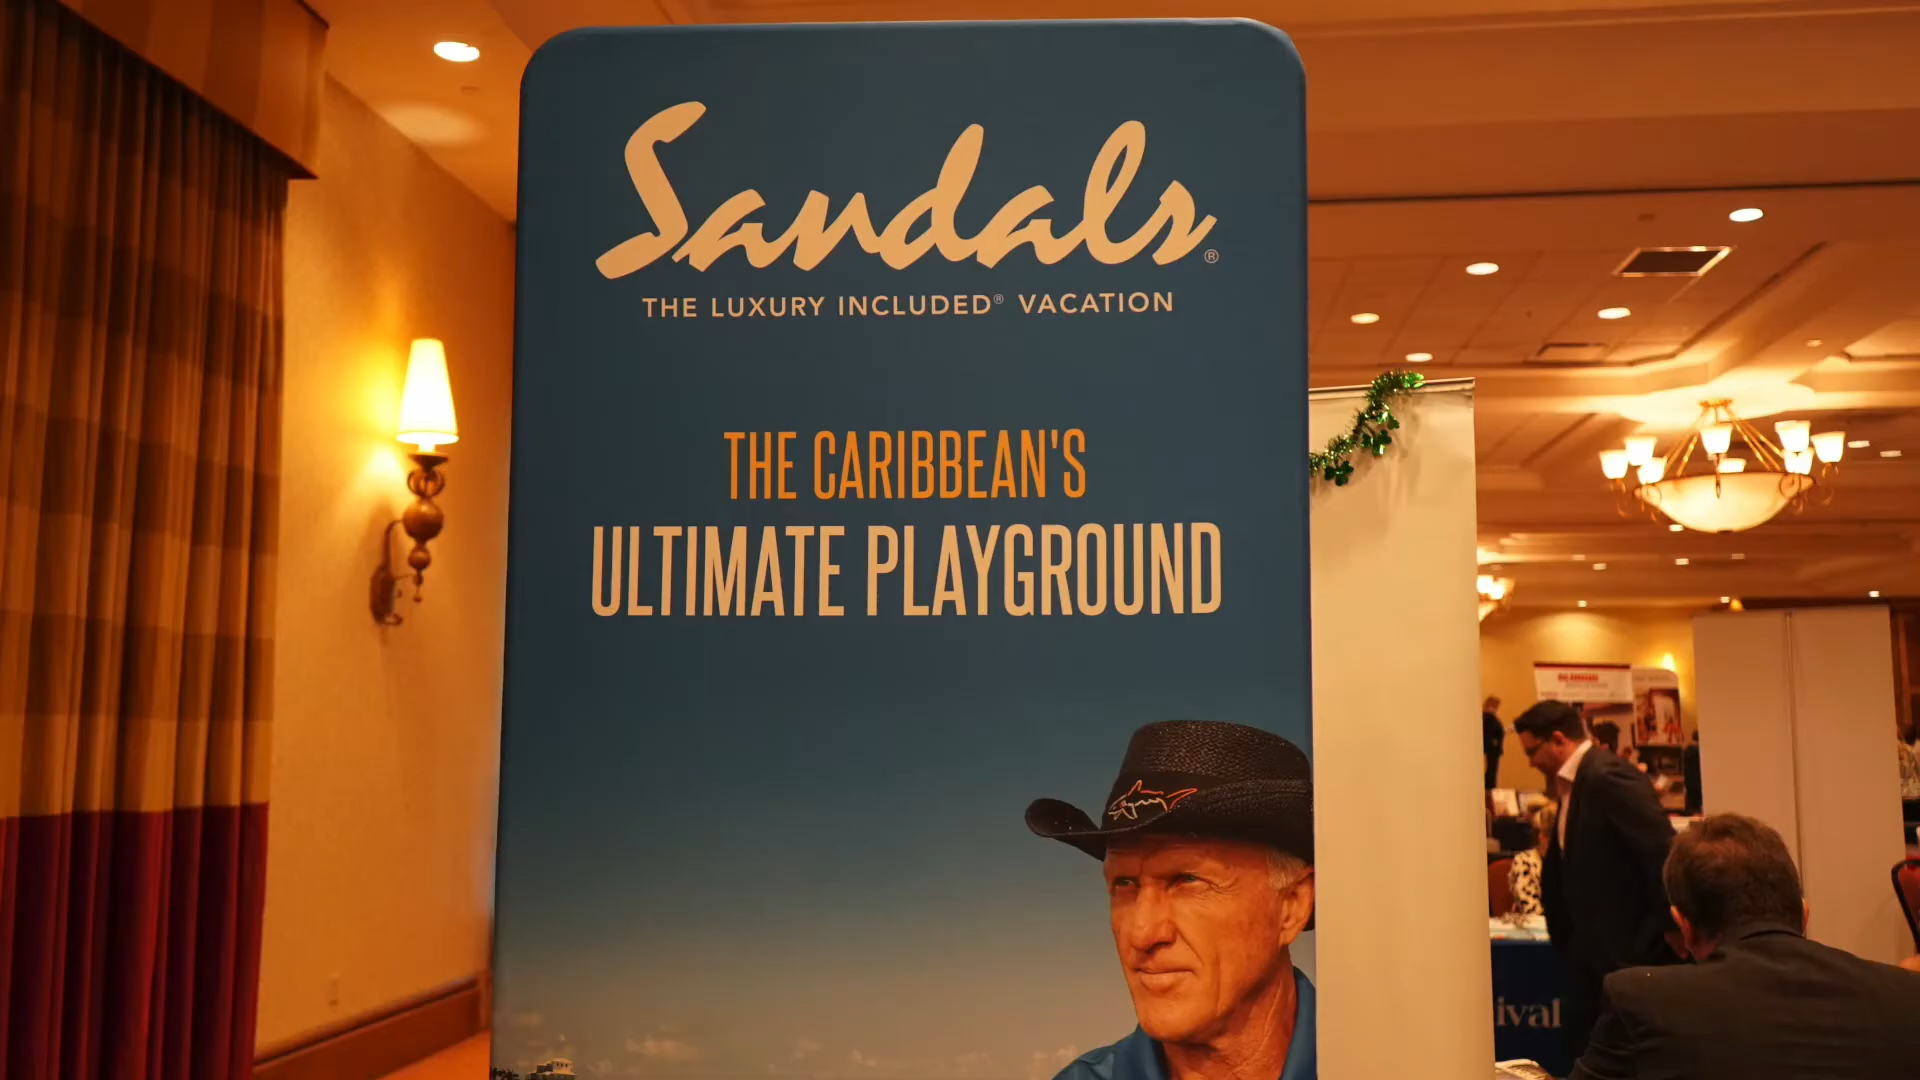 Sandals®
THE LUXURY INCLUDED® VACATION
THE CARIBBEAN'S
ULTIMATE PLAYGROUND
ival